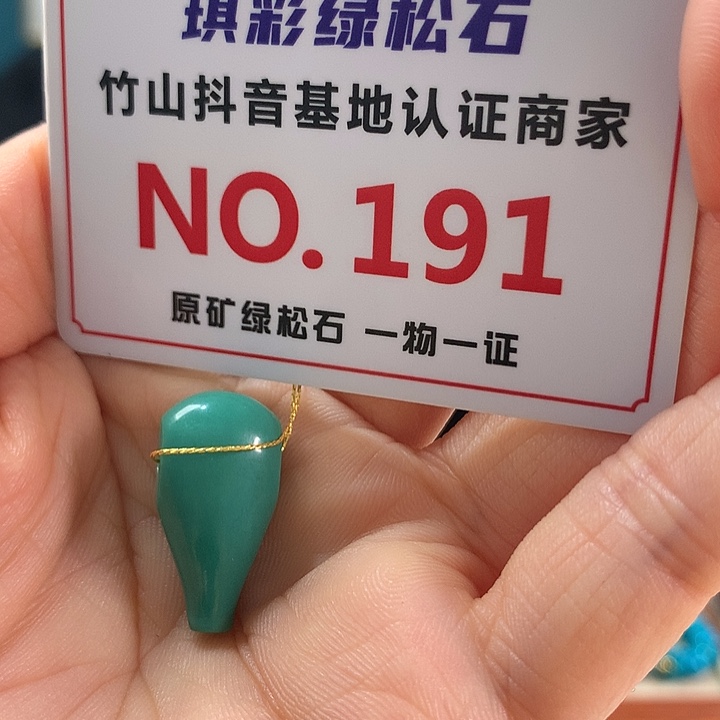 琪彩绿松石
竹山抖音基地认证商家
NO.191
原矿绿松石 一物一证